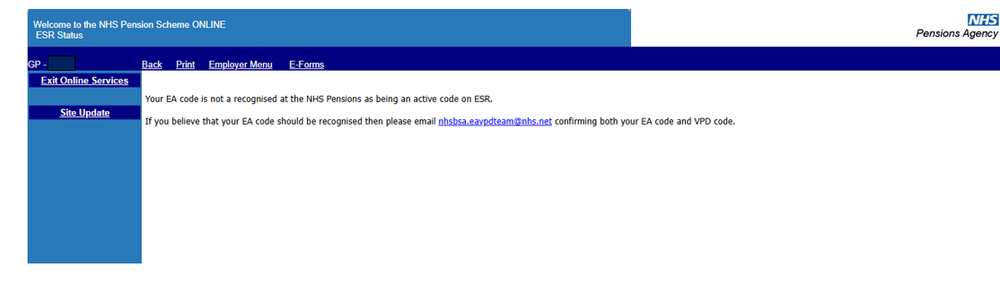 Welcome to the NHS Pension Scheme ONLINE
ESR Status
NHS
Pensions Agency
GP -
Back Print Employer Menu E-Forms
Exit Online Services
Site Update
Your EA code is not a recognised at the NHS Pensions as being an active code on ESR.
If you believe that your EA code should be recognised then please email nhsbsa.eavpdteam@nhs.net confirming both your EA code and VPD code.